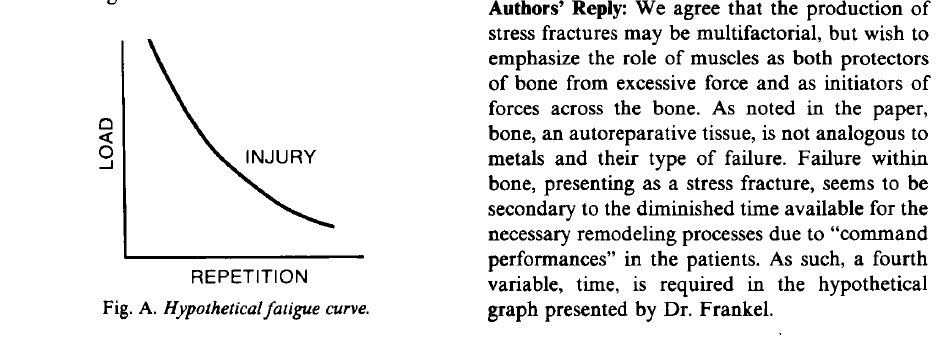 LOAD
INJURY
REPETITION
Fig. A. Hypothetical fatigue curve.
Authors' Reply: We agree that the production of
stress fractures may be multifactorial, but wish to
emphasize the role of muscles as both protectors
of bone from excessive force and as initiators of
forces across the bone. As noted in the paper,
bone, an autoreparative tissue, is not analogous to
metals and their type of failure. Failure within
bone, presenting as a stress fracture, seems to be
secondary to the diminished time available for the
necessary remodeling processes due to "command
performances" in the patients. As such, a fourth
variable, time, is required in the hypothetical
graph presented by Dr. Frankel.